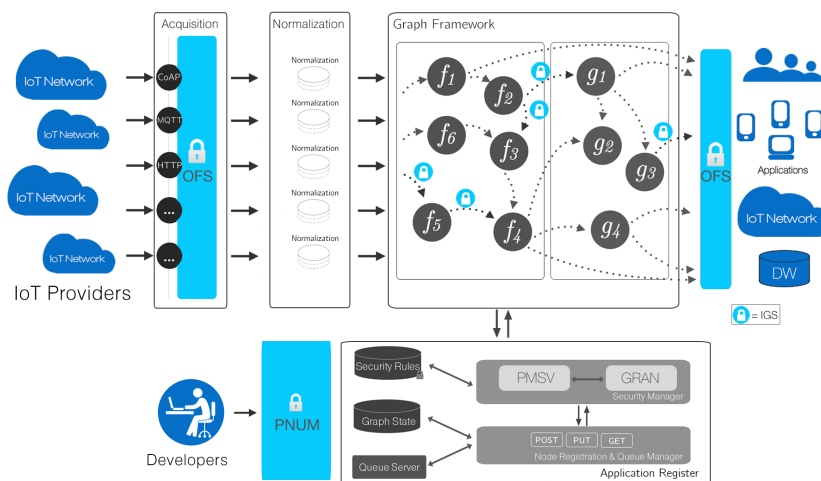 Acquisition
Normalization
Graph Framework
IoT Network
CoAP
Normalization
f1
f2
g1
IoT Network
MQTT
Normalization
f6
f3
g2
IoT Network
HTTP
OFS
Normalization
g3
OFS
Applications
IoT Network
...
Normalization
f5
f4
g4
IoT Network
IoT Network
...
Normalization
DW
IoT Providers
= IGS
Security Rules
PMSV
GRAN
Security Manager
PNUM
Graph State
POST
PUT
GET
Node Registration & Queue Manager
Developers
Queue Server
Application Register